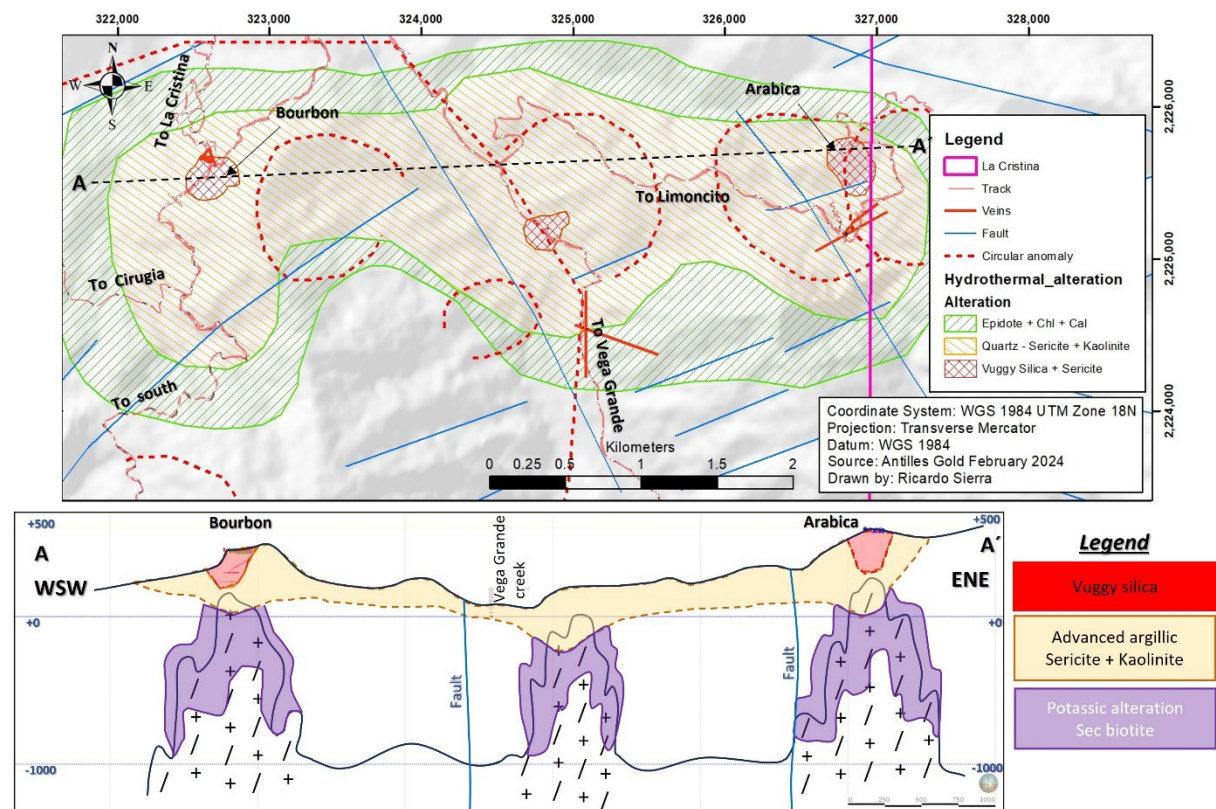 322,000 323,000 324,000 325,000 326,000 327,000 328,000
N
W E
S
To La Cristina
Bourbon
Arabica
2,226,000
A
A´
To Limoncito
To Cirugia
2,225,000
To south
To Vega Grande
2,224,000
Legend
La Cristina
Track
Veins
Fault
Circular anomaly
Hydrothermal_alteration
Alteration
Epidote + Chl + Cal
Quartz - Sericite + Kaolinite
Vuggy Silica + Sericite
Kilometers
0 0.25 0.5 1 1.5 2
Coordinate System: WGS 1984 UTM Zone 18N
Projection: Transverse Mercator
Datum: WGS 1984
Source: Antilles Gold February 2024
Drawn by: Ricardo Sierra
+500 Bourbon Arabica +500
A A´
WSW ENE
Vega Grande
creek
+0 +0
Fault Fault
-1000 -1000
0 250 500 750 1000
Legend
Vuggy silica
Advanced argillic
Sericite + Kaolinite
Potassic alteration
Sec biotite